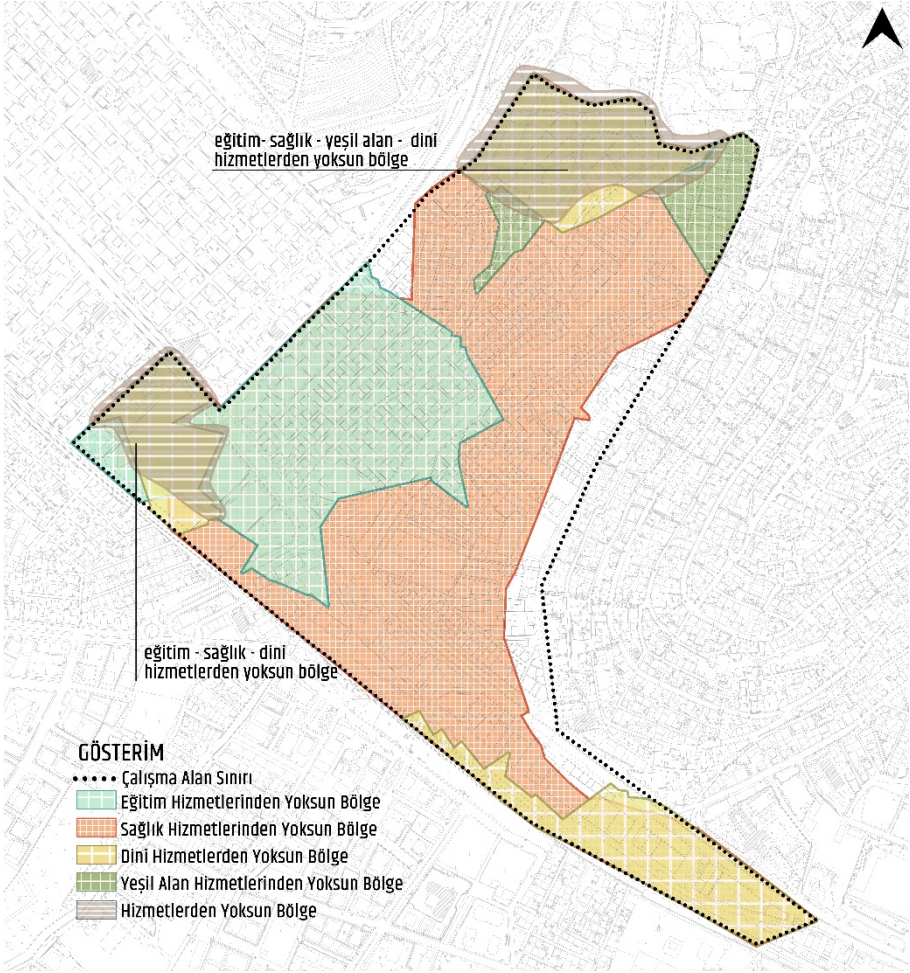 eğitim- sağlık - yeşil alan - dini
hizmetlerden yoksun bölge
eğitim - sağlık - dini
hizmetlerden yoksun bölge
GÖSTERİM
Çalışma Alan Sınırı
Eğitim Hizmetlerinden Yoksun Bölge
Sağlık Hizmetlerinden Yoksun Bölge
Dini Hizmetlerden Yoksun Bölge
Yeşil Alan Hizmetlerinden Yoksun Bölge
Hizmetlerden Yoksun Bölge